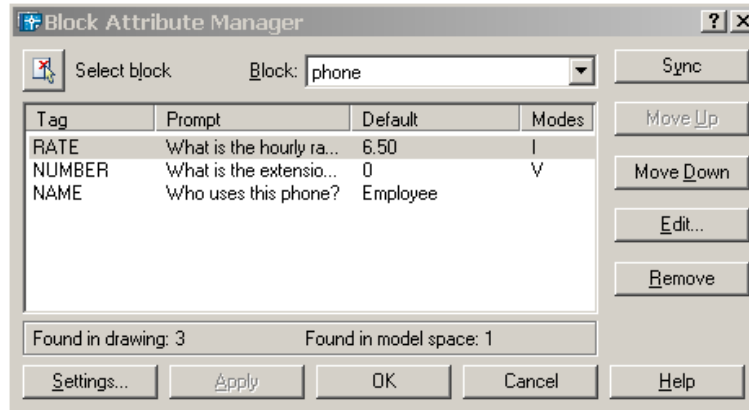 Block Attribute Manager
Select block Block: phone Sync
Tag Prompt Default Modes Move Up
RATE What is the hourly ra... 6.50 I
NUMBER What is the extensio... 0 V Move Down
NAME Who uses this phone? Employee
Edit...
Remove
Found in drawing: 3 Found in model space: 1
Settings... Apply OK Cancel Help